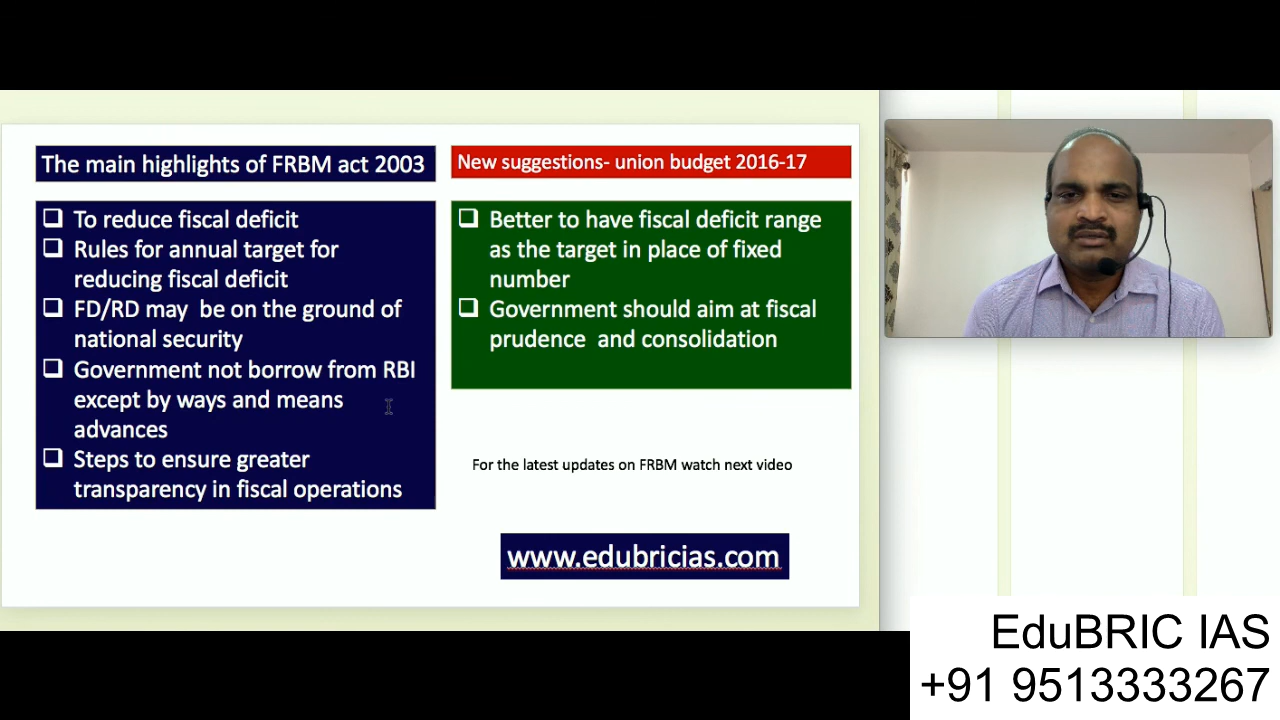 The main highlights of FRBM act 2003
To reduce fiscal deficit
Rules for annual target for
reducing fiscal deficit
FD/RD may be on the ground of
national security
Government not borrow from RBI
except by ways and means
advances
Steps to ensure greater
transparency in fiscal operations
New suggestions- union budget 2016-17
Better to have fiscal deficit range
as the target in place of fixed
number
Government should aim at fiscal
prudence and consolidation
For the latest updates on FRBM watch next video
www.edubricias.com
EduBRIC IAS
+91 9513333267